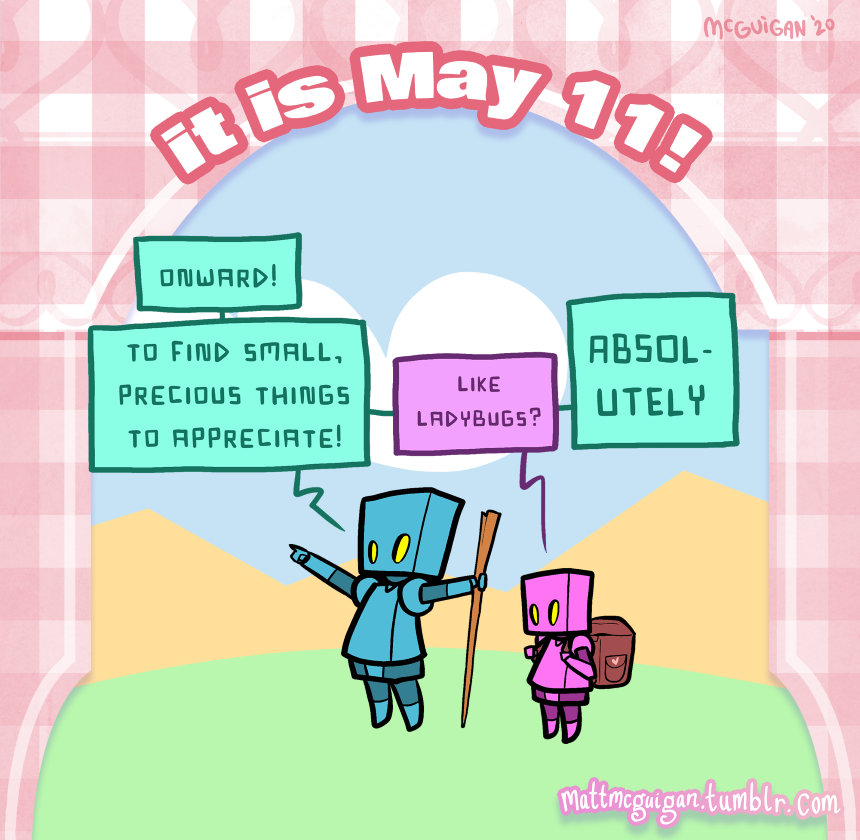 McGUiGAN '20
it is May 11!
ONWARD!
TO FIND SMALL,
PRECIOUS THINGS
TO APPRECIATE!
LIKE
LADYBUGS?
ABSOL-
UTELY
mattmcguigan.tumblr.com